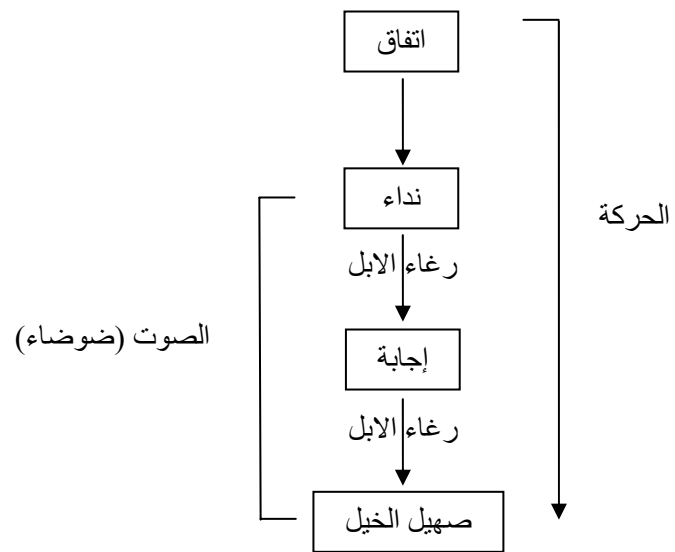 اتفاق
نداء
الحركة
رغاء الابل
الصوت (ضوضاء)
إجابة
رغاء الابل
صهيل الخيل